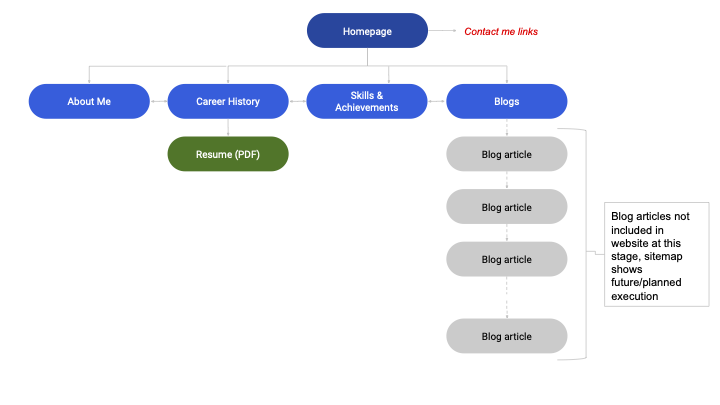 Homepage
Contact me links
About Me
Career History
Skills &
Achievements
Blogs
Resume (PDF)
Blog article
Blog article
Blog article
Blog article
Blog articles not
included in
website at this
stage, sitemap
shows
future/planned
execution